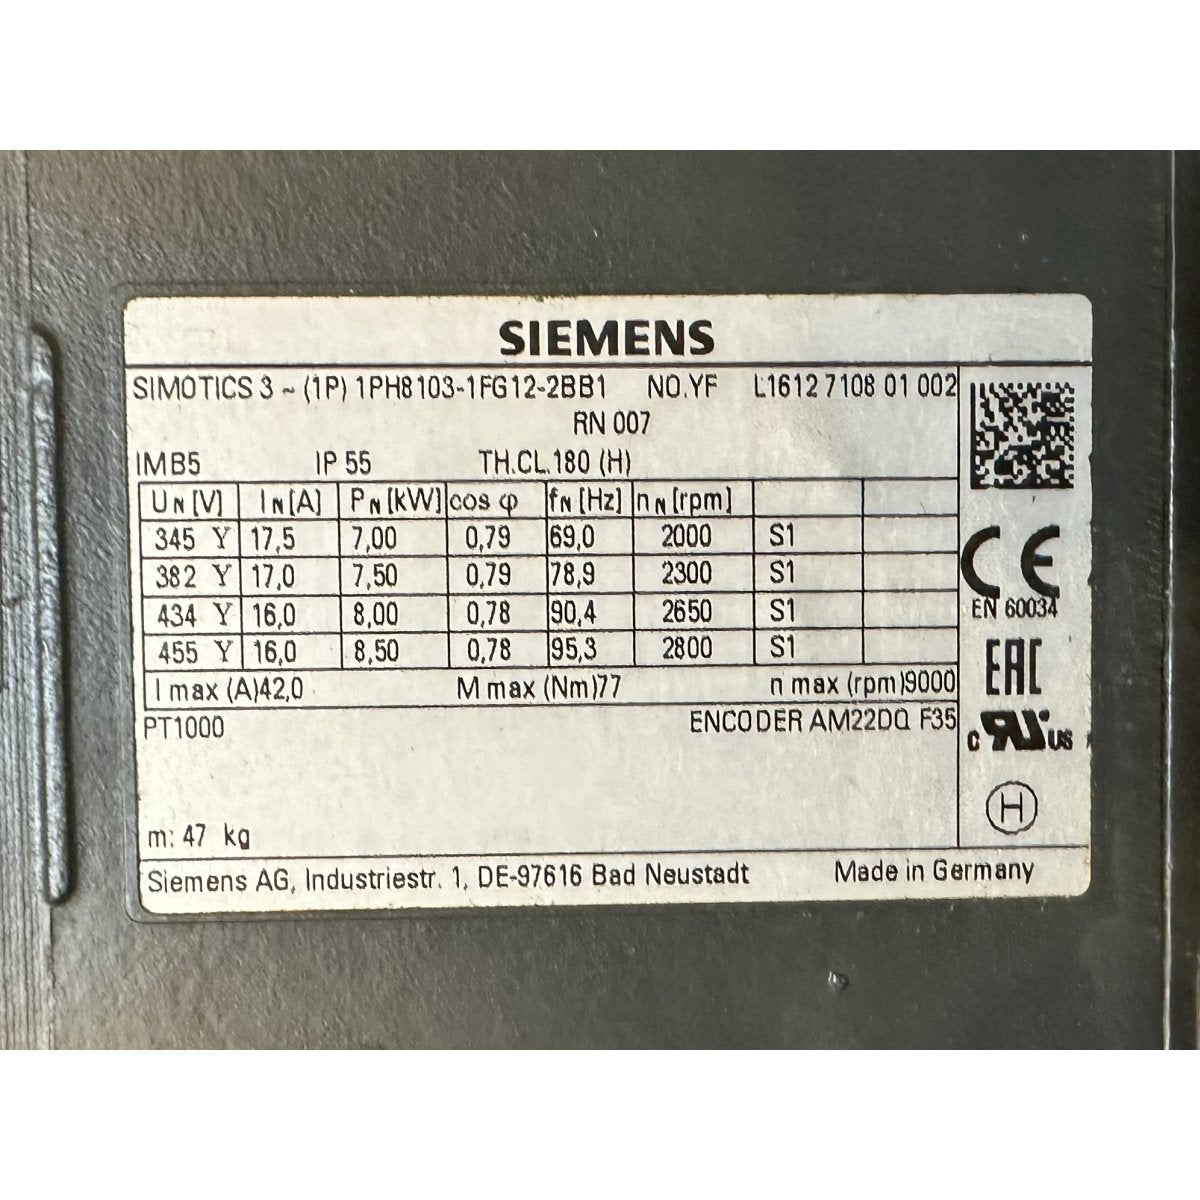 SIEMENS
SIMOTICS 3 ~ (1P) 1PH8103-1FG12-2BB1 NO.YF L16127108 01 002
RN 007
IMB5 IP 55 TH.CL.180 (H)
UN [V] IN [A] PN [kW] cos φ fN [Hz] nN [rpm]
345 Y 17,5 7,00 0,79 69,0 2000 S1
382 Y 17,0 7,50 0,79 78,9 2300 S1
434 Y 16,0 8,00 0,78 90,4 2650 S1
455 Y 16,0 8,50 0,78 95,3 2800 S1
I max (A)42,0 M max (Nm)77 n max (rpm)9000
PT1000 ENCODER AM22DQ F35
m: 47 kg
Siemens AG, Industriestr. 1, DE-97616 Bad Neustadt Made in Germany
CE
EN 60034
EAC
c RU US
H